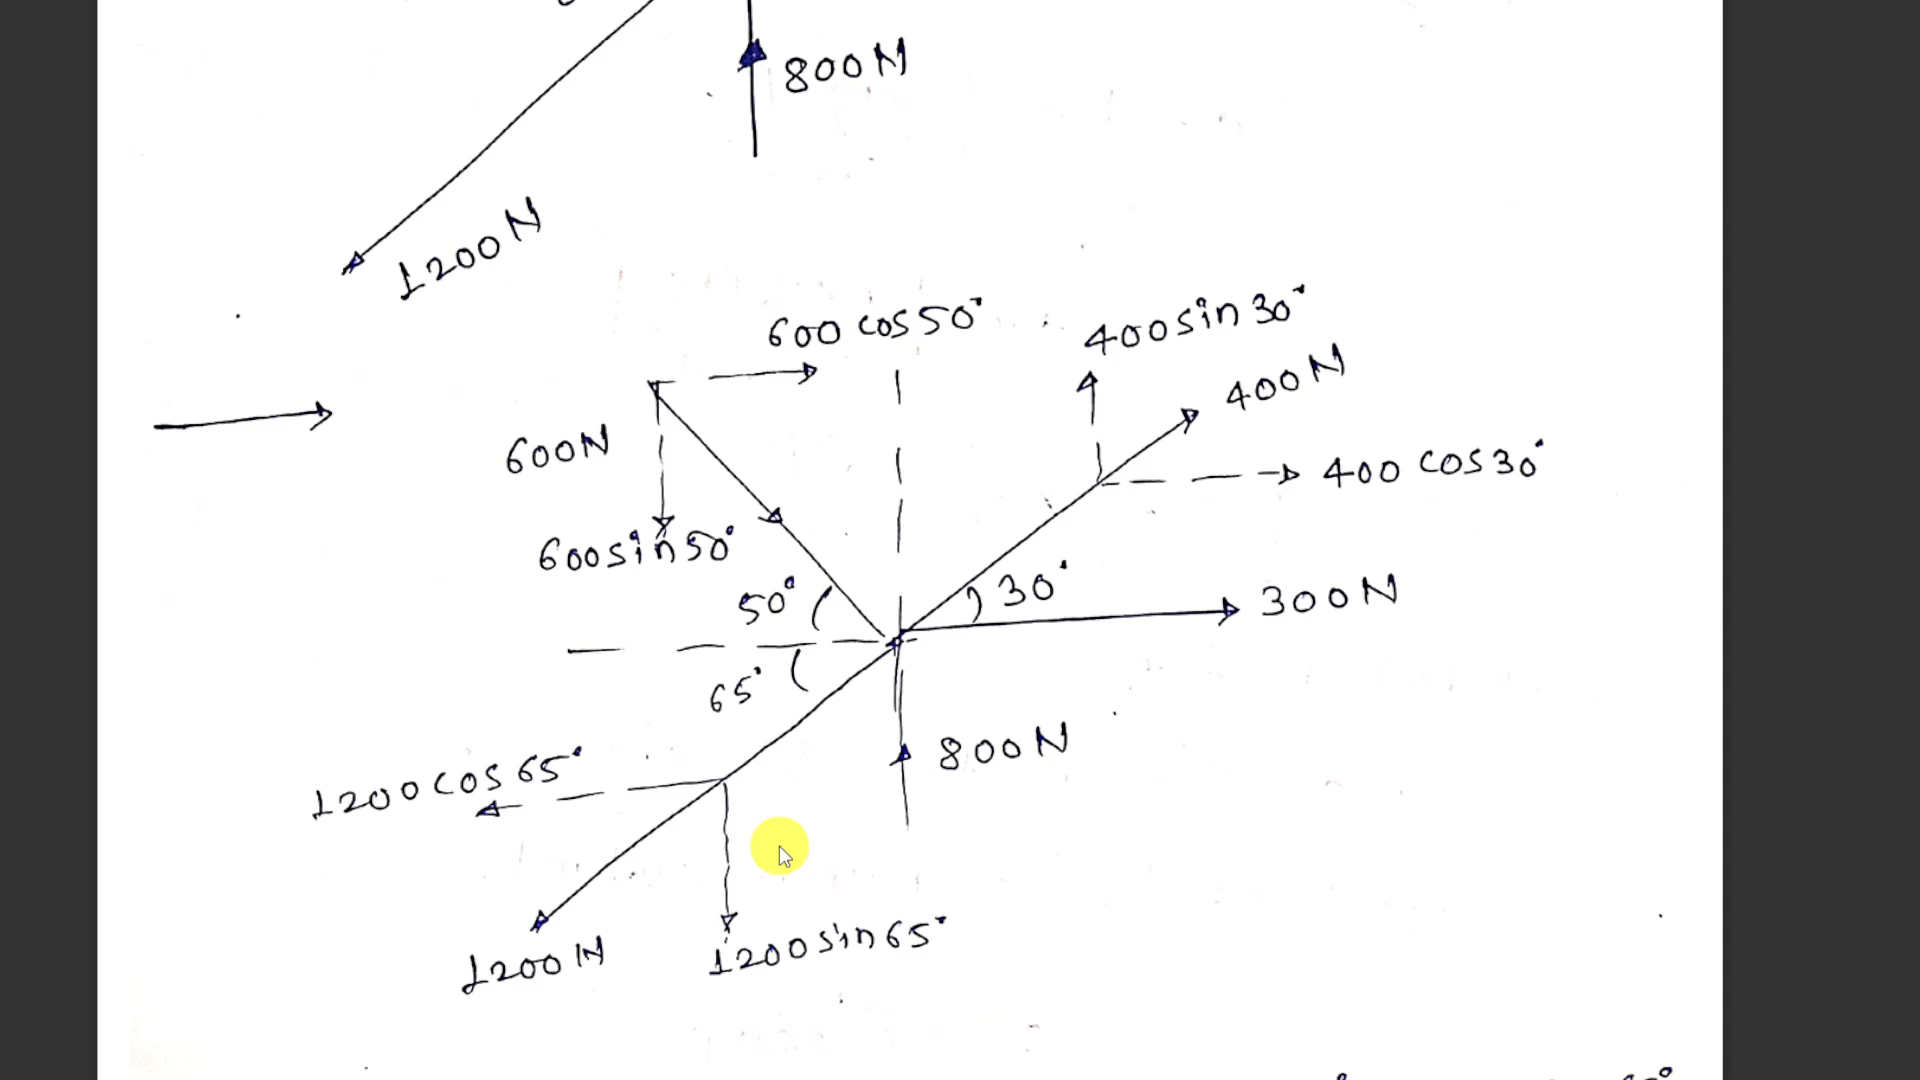 800N
1200N
600 cos 50°
400 sin 30°
400N
600N
400 cos 30°
600 sin 50°
50°
30°
300N
65°
800N
1200 cos 65°
1200N
1200 sin 65°